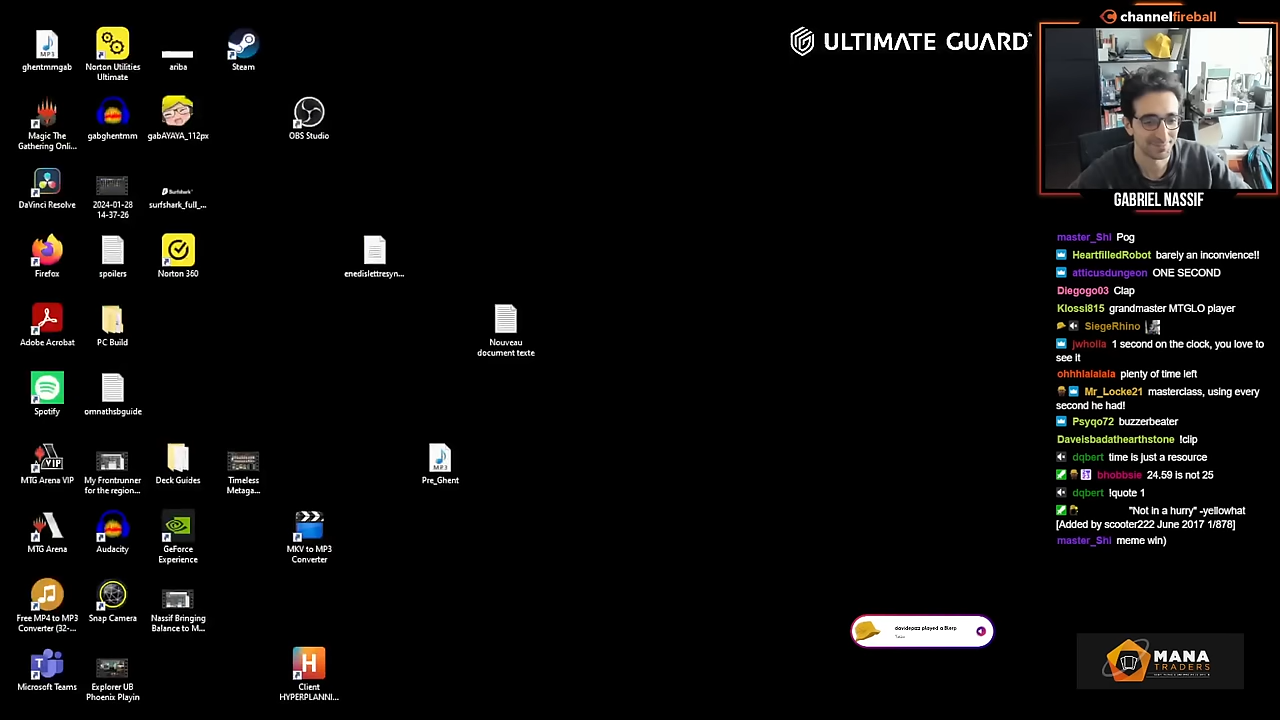 ghentmmgab
Norton Utilities
Ultimate
ariba
Steam
Magic The
Gathering Onli...
gabghentmm
gabAYAYA_112px
OBS Studio
DaVinci Resolve
2024-01-28
14-37-26
Surfshark
surfshark_full_...
Firefox
spoilers
Norton 360
enedislettresyn...
Adobe Acrobat
PC Build
Nouveau
document texte
Spotify
omnathsbguide
VIP
MTG Arena VIP
My Frontrunner
for the region...
Deck Guides
Timeless
Metaga...
MP3
Pre_Ghent
MTG Arena
Audacity
GeForce
Experience
MKV to MP3
Converter
Free MP4 to MP3
Converter (32-...
Snap Camera
Nassif Bringing
Balance to M...
Microsoft Teams
Explorer UB
Phoenix Playin
H
Client
HYPERPLANNI...
ULTIMATE GUARD
channelfireball
GABRIEL NASSIF
master_Shi Pog
HeartfilledRobot barely an inconvience!!
atticusdungeon ONE SECOND
Diegogo03 Clap
Klossi815 grandmaster MTGLO player
SiegeRhino
jwholla 1 second on the clock, you love to
see it
ohhhlalalala plenty of time left
Mr_Locke21 masterclass, using every
second he had!
Psyqo72 buzzerbeater
Daveisbadathearthstone !clip
dqbert time is just a resource
bhobbsie 24.59 is not 25
dqbert !quote 1
"Not in a hurry" -yellowhat
[Added by scooter222 June 2017 1/878]
master_Shi meme win)
davidepzz played a Blerp
MANA
TRADERS